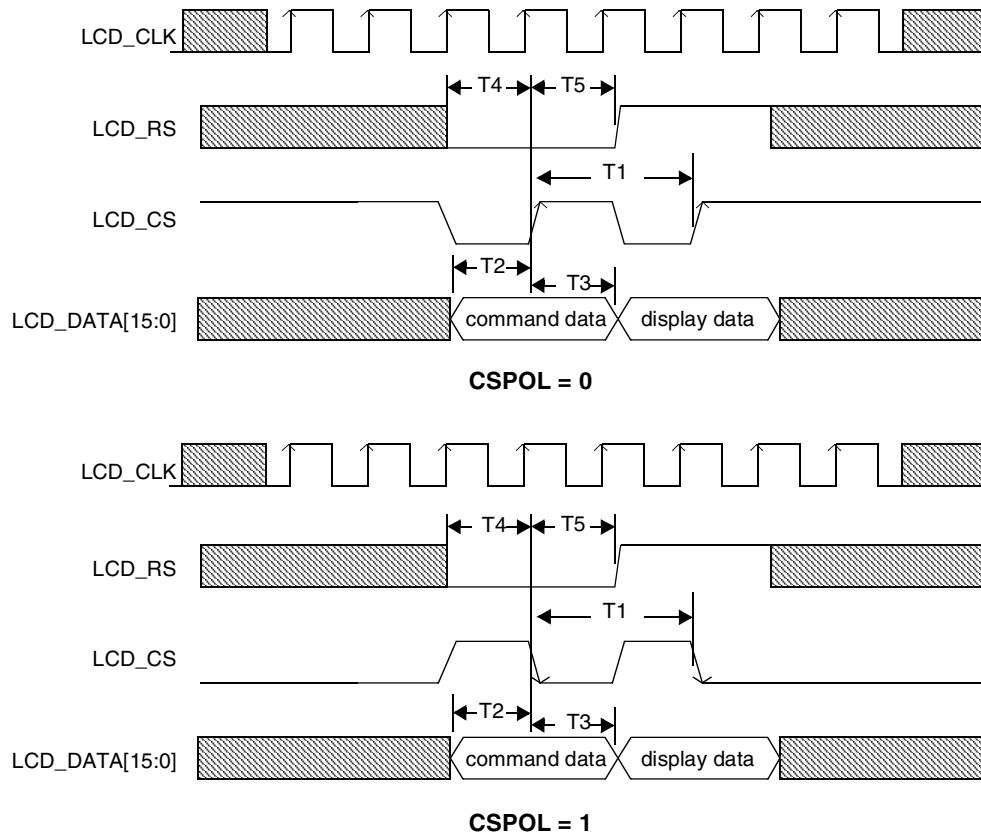 LCD_CLK
T4 T5
LCD_RS
T1
LCD_CS
T2
T3
LCD_DATA[15:0] command data display data
CSPOL = 0
LCD_CLK
T4 T5
LCD_RS
T1
LCD_CS
T2
T3
LCD_DATA[15:0] command data display data
CSPOL = 1